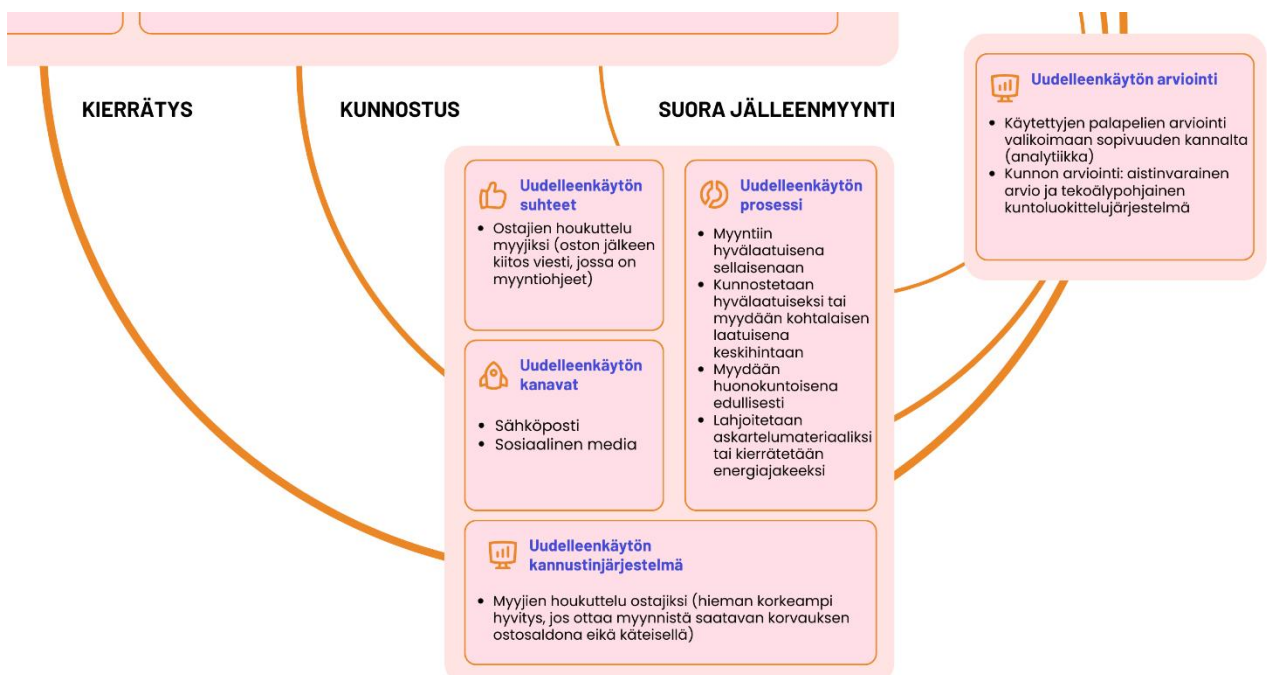 KIERRÄTYS
KUNNOSTUS
SUORA JÄLLEENMYYNTI
Uudelleenkäytön arviointi
• Käytettyjen palapelien arviointi
valikoimaan sopivuuden kannalta
(analytiikka)
• Kunnon arviointi: aistinvarainen
arvio ja tekoälypohjainen
kuntoluokittelujärjestelmä
Uudelleenkäytön
suhteet
• Ostajien houkuttelu
myyjiksi (oston jälkeen
kiitos viesti, jossa on
myyntiohjeet)
Uudelleenkäytön
prosessi
• Myyntiin
hyvälaatuisena
sellaisenaan
• Kunnostetaan
hyvälaatuiseksi tai
myydään kohtalaisen
laatuisena
keskihintaan
• Myydään
huonokuntoisena
edullisesti
• Lahjoitetaan
askartelumateriaaliksi
tai kierrätetään
energiajakeeksi
Uudelleenkäytön
kanavat
• Sähköposti
• Sosiaalinen media
Uudelleenkäytön
kannustinjärjestelmä
• Myyjien houkuttelu ostajiksi (hieman korkeampi
hyvitys, jos ottaa myynnistä saatavan korvauksen
ostosaldona eikä käteisellä)